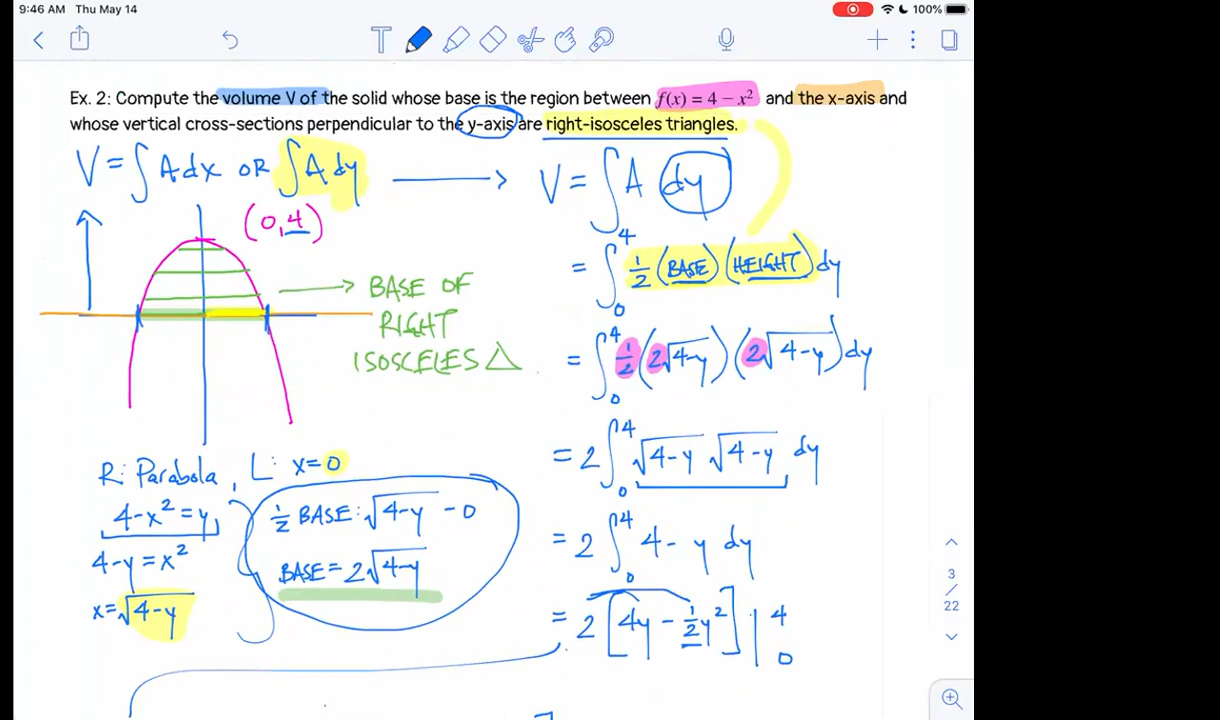 9:46 AM Thu May 14
100%
Ex. 2: Compute the volume V of the solid whose base is the region between f(x) = 4 − x² and the x-axis and
whose vertical cross-sections perpendicular to the y-axis are right-isosceles triangles.
V = ∫ A dx OR ∫ A dy
(0,4)
BASE OF
RIGHT
ISOSCELES △
R: Parabola, L: x=0
4-x²=y
4-y=x²
x=√(4-y)
½ BASE: √(4-y) - 0
BASE = 2√(4-y)
V = ∫ A dy
= ∫₀⁴ ½ (BASE)(HEIGHT) dy
= ∫₀⁴ ½ (2√(4-y))(2√(4-y)) dy
= 2∫₀⁴ √(4-y) √(4-y) dy
= 2∫₀⁴ 4-y dy
= 2[4y - ½y²] |₀⁴
3
/
22